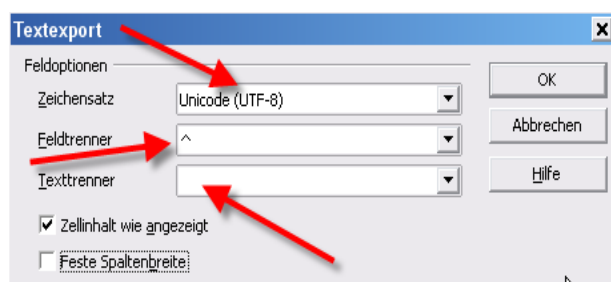 Textexport
Feldoptionen
Zeichensatz Unicode (UTF-8)
Feldtrenner ^
Texttrenner
Zellinhalt wie angezeigt
Feste Spaltenbreite
OK
Abbrechen
Hilfe